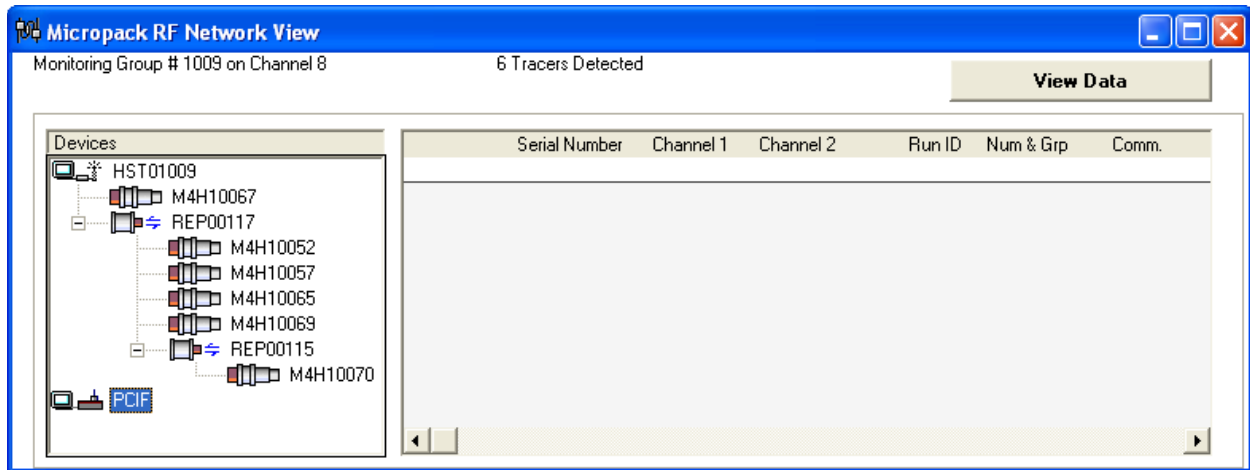 Micropack RF Network View
Monitoring Group # 1009 on Channel 8 6 Tracers Detected
View Data
Devices
Serial Number Channel 1 Channel 2 Run ID Num & Grp Comm.
HST01009
M4H10067
REP00117
M4H10052
M4H10057
M4H10065
M4H10069
REP00115
M4H10070
PCIF